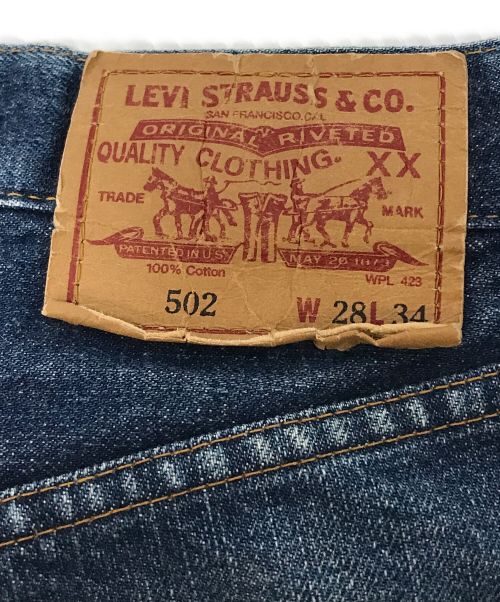 LEVI STRAUSS & CO.
SAN FRANCISCO, CAL
ORIGINAL RIVETED
QUALITY CLOTHING. XX
TRADE MARK
PATENTED IN U.S. MAY 20 1873
100% Cotton WPL 423
502 W 28 L 34